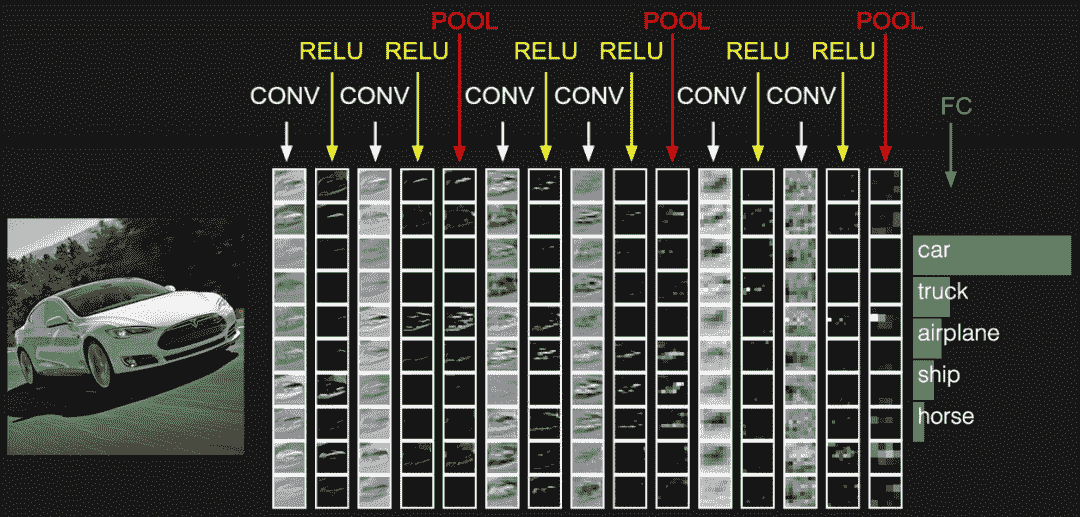 POOL POOL POOL
RELU RELU RELU RELU RELU RELU
CONV CONV CONV CONV CONV CONV
FC
car
truck
airplane
ship
horse